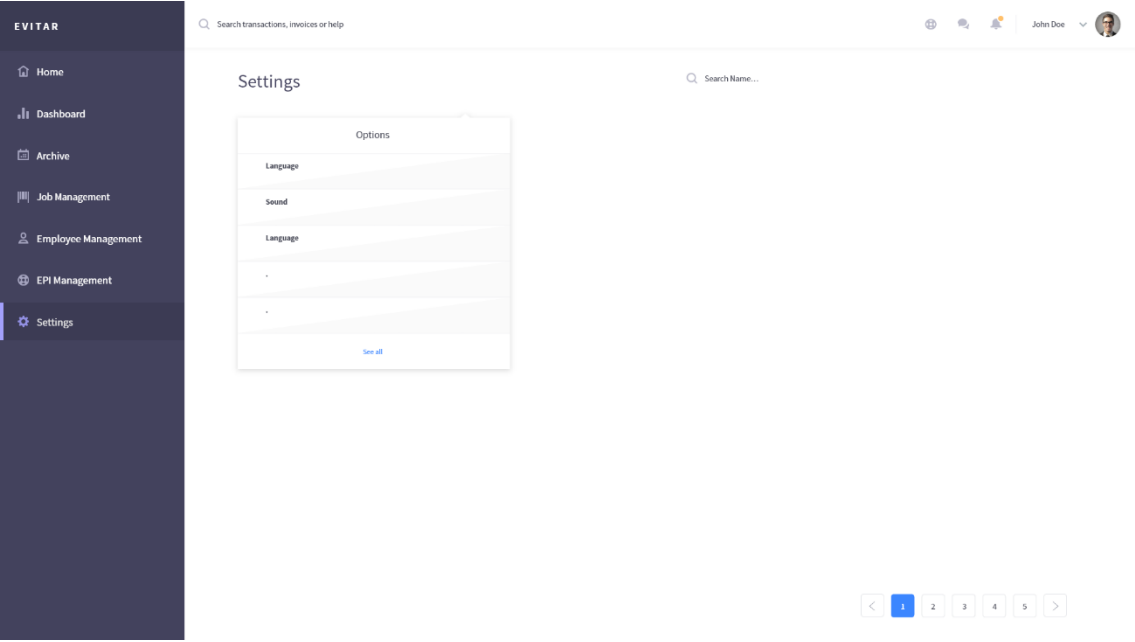 EVITAR
Search transactions, invoices or help
John Doe
Home
Dashboard
Archive
Job Management
Employee Management
EPI Management
Settings
Settings
Search Name...
Options
Language
Sound
Language
.
.
See all
1 2 3 4 5